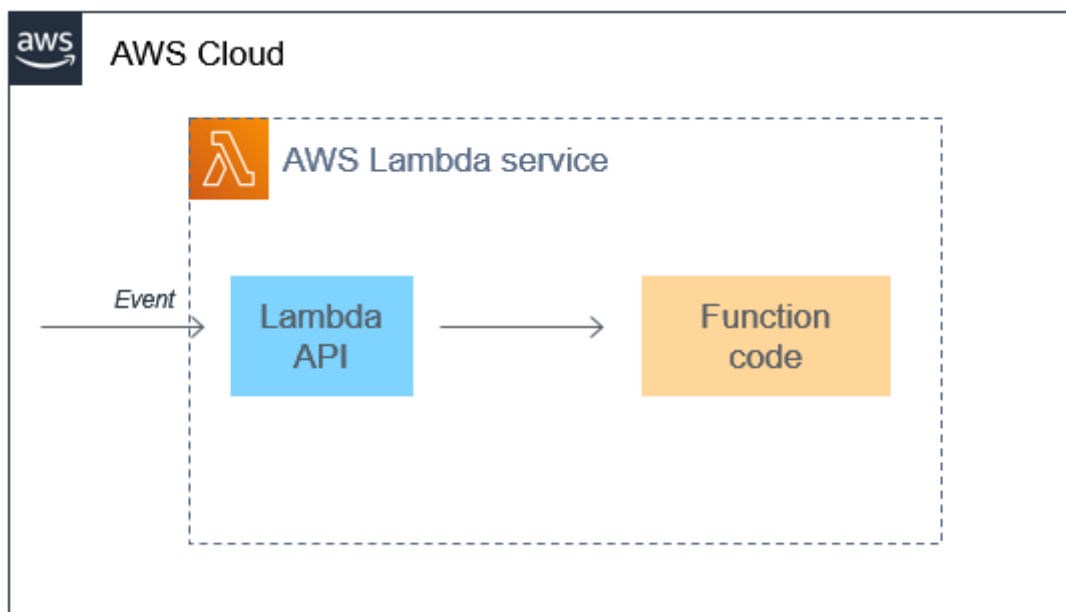 aws
AWS Cloud
AWS Lambda service
Event
Lambda
API
Function
code